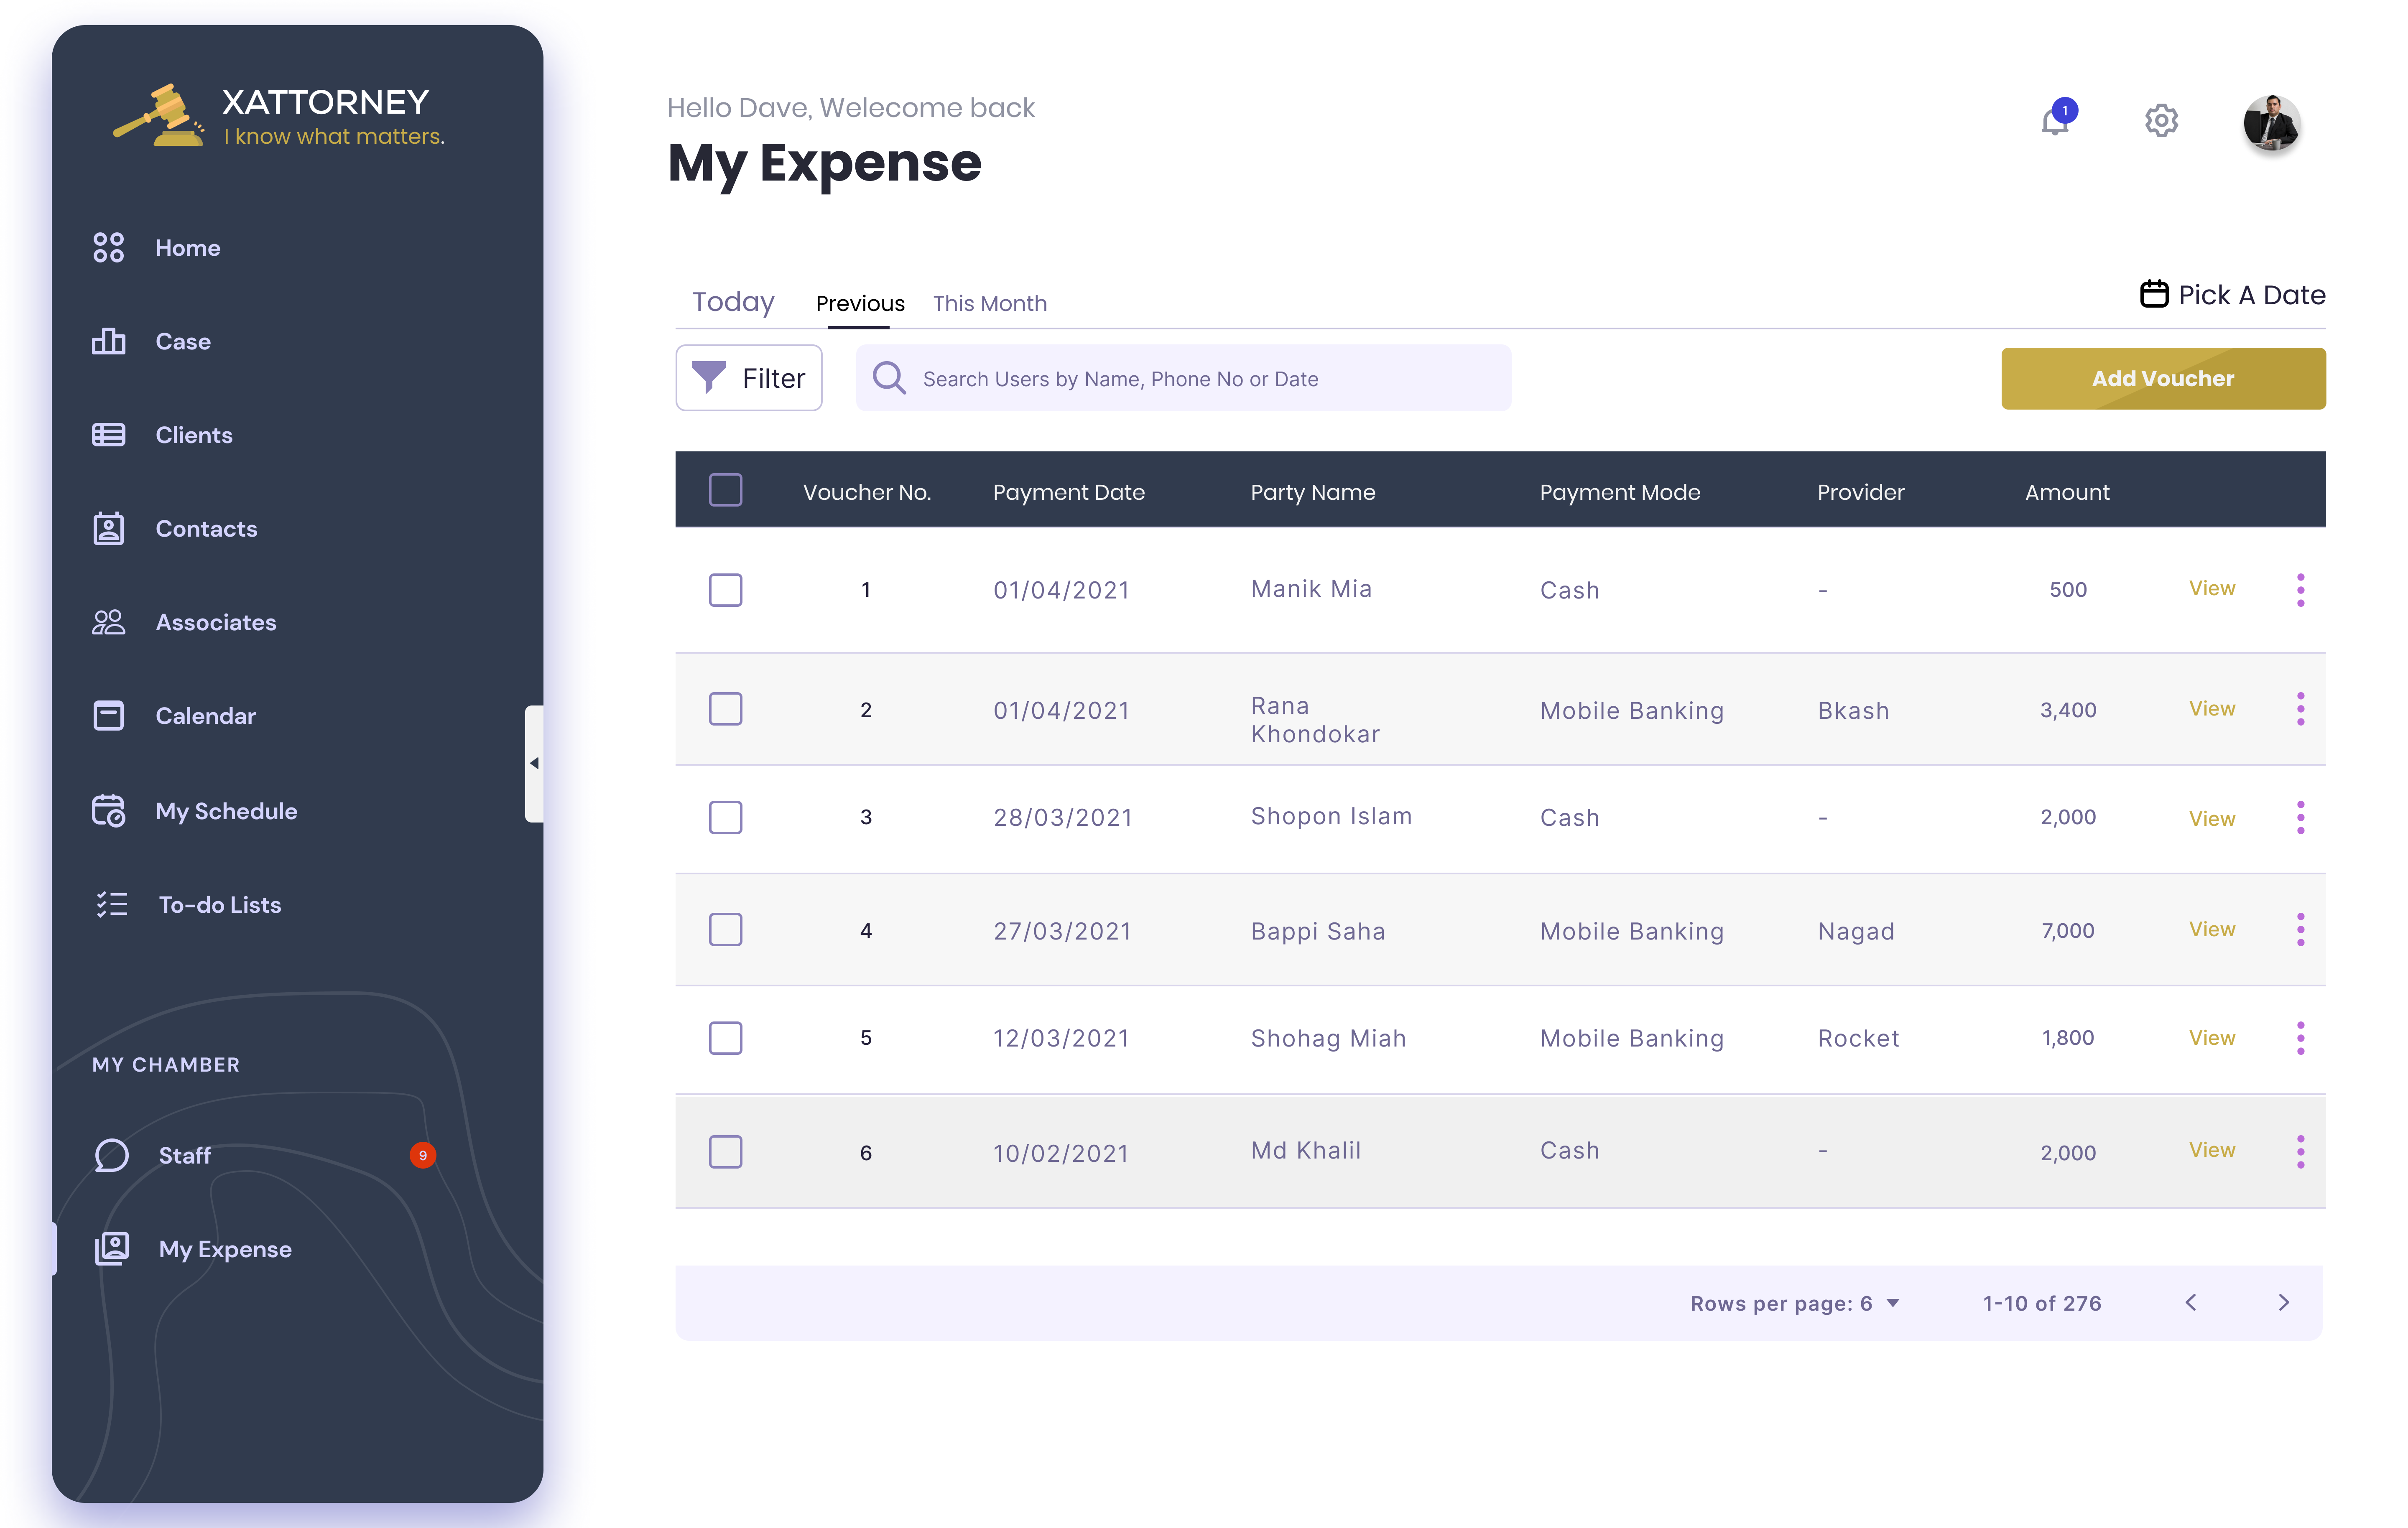 XATTORNEY
I know what matters.
Home
Case
Clients
Contacts
Associates
Calendar
My Schedule
To-do Lists
MY CHAMBER
Staff 9
My Expense
Hello Dave, Welecome back
My Expense
1
Today Previous This Month
Pick A Date
Filter
Search Users by Name, Phone No or Date
Add Voucher
Voucher No. Payment Date Party Name Payment Mode Provider Amount
1 01/04/2021 Manik Mia Cash - 500 View
2 01/04/2021 Rana Khondokar Mobile Banking Bkash 3,400 View
3 28/03/2021 Shopon Islam Cash - 2,000 View
4 27/03/2021 Bappi Saha Mobile Banking Nagad 7,000 View
5 12/03/2021 Shohag Miah Mobile Banking Rocket 1,800 View
6 10/02/2021 Md Khalil Cash - 2,000 View
Rows per page: 6 1-10 of 276